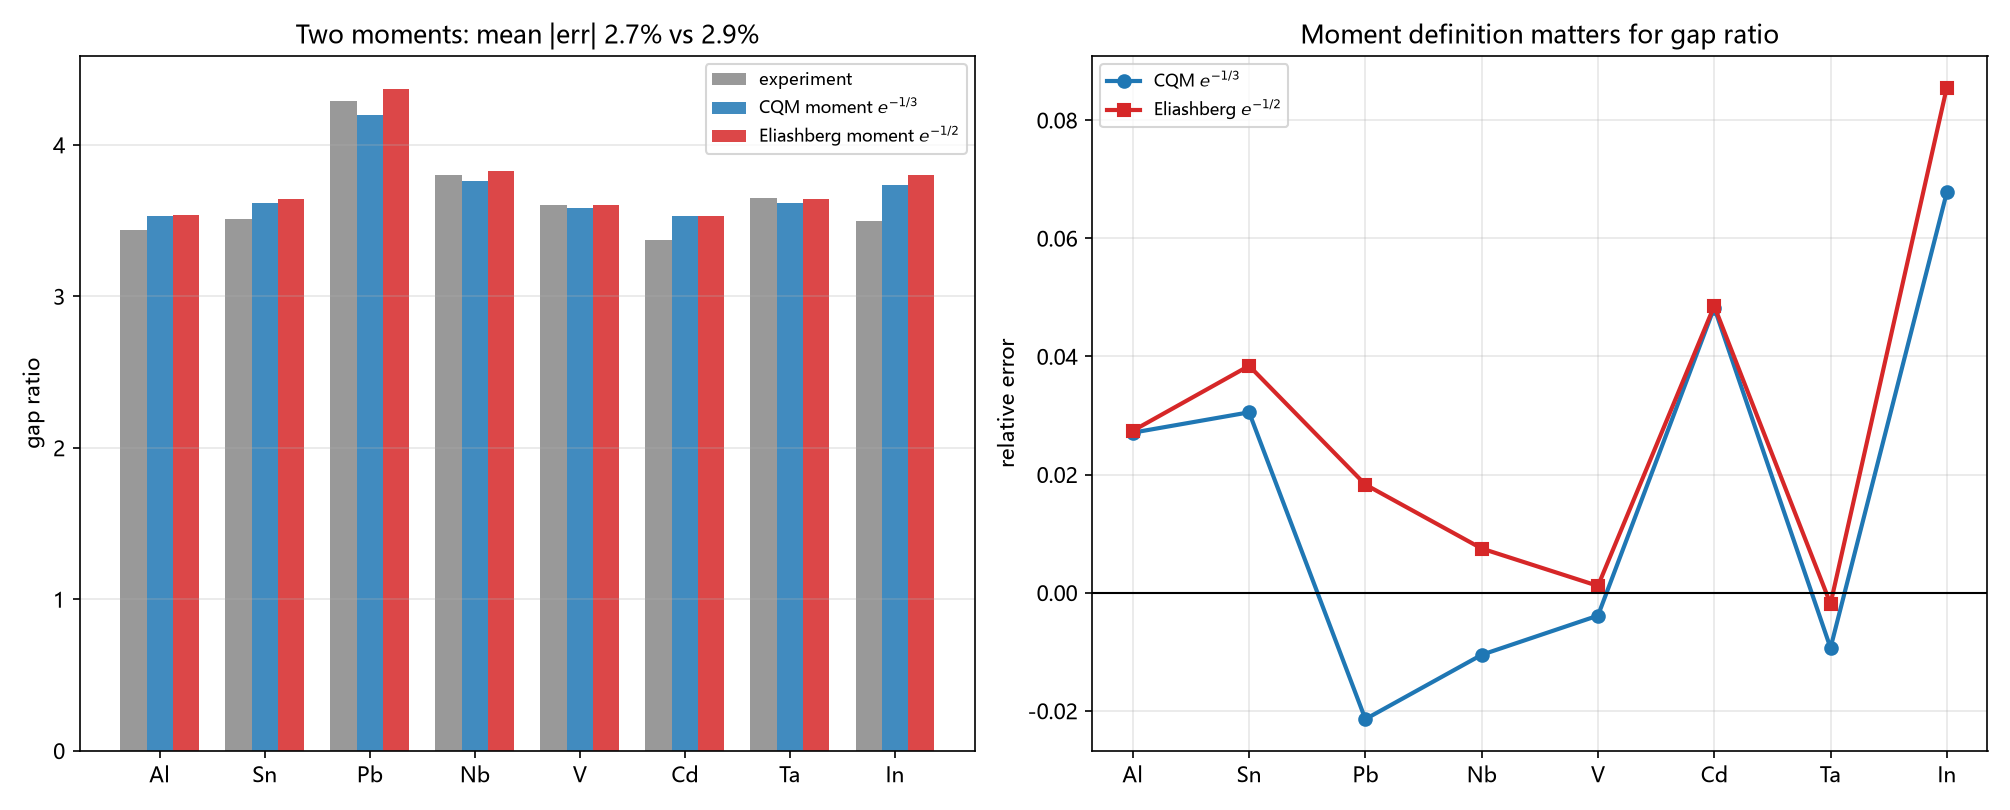 Two moments: mean |err| 2.7% vs 2.9%
experiment
CQM moment e^{-1/3}
Eliashberg moment e^{-1/2}
gap ratio
4
3
2
1
0
Al Sn Pb Nb V Cd Ta In
Moment definition matters for gap ratio
CQM e^{-1/3}
Eliashberg e^{-1/2}
relative error
0.08
0.06
0.04
0.02
0.00
-0.02
Al Sn Pb Nb V Cd Ta In